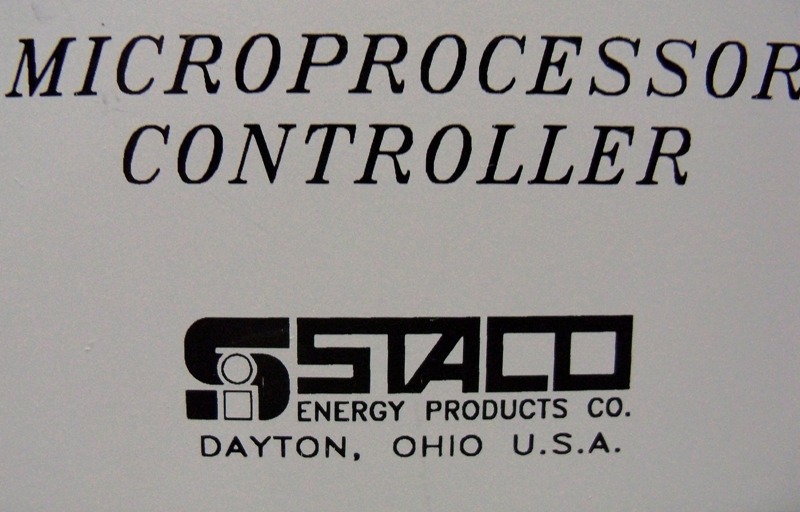 MICROPROCESSOR
CONTROLLER
STACO
ENERGY PRODUCTS CO.
DAYTON, OHIO U.S.A.